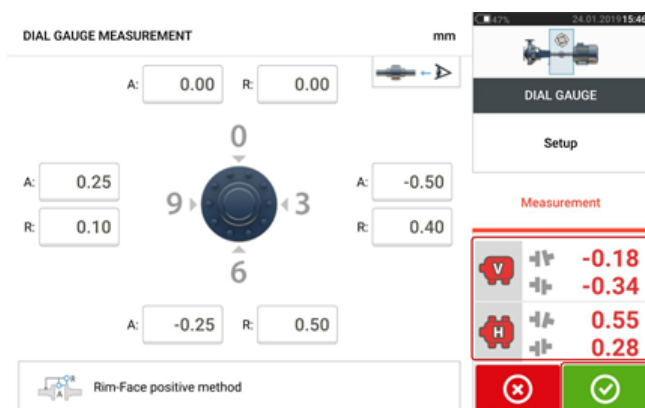 47% 24.01.2019 15:46
DIAL GAUGE MEASUREMENT mm
A: 0.00 R: 0.00
DIAL GAUGE
0
Setup
A: 0.25 A: -0.50
9 3
Measurement
R: 0.10 R: 0.40
6
V -0.18
-0.34
A: -0.25 R: 0.50
H 0.55
0.28
R
A
Rim-Face positive method